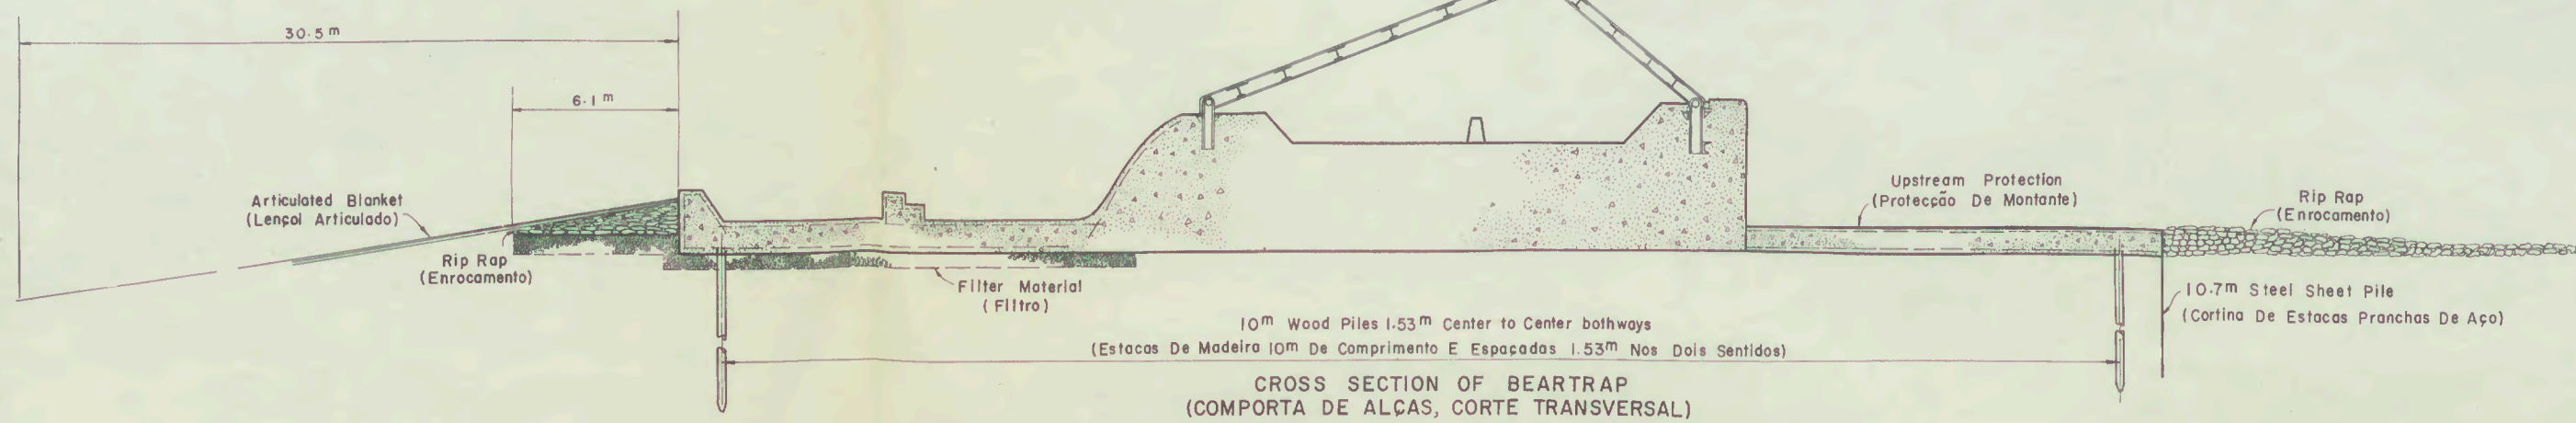 30.5 m
6.1 m
Articulated Blanket
(Lençol Articulado)
Rip Rap
(Enrocamento)
Filter Material
(Filtro)
Upstream Protection
(Protecção De Montante)
Rip Rap
(Enrocamento)
10.7m Steel Sheet Pile
(Cortina De Estacas Pranchas De Aço)
10m Wood Piles 1.53m Center to Center bothways
(Estacas De Madeira 10m De Comprimento E Espaçadas 1.53m Nos Dois Sentidos)
CROSS SECTION OF BEARTRAP
(COMPORTA DE ALÇAS, CORTE TRANSVERSAL)